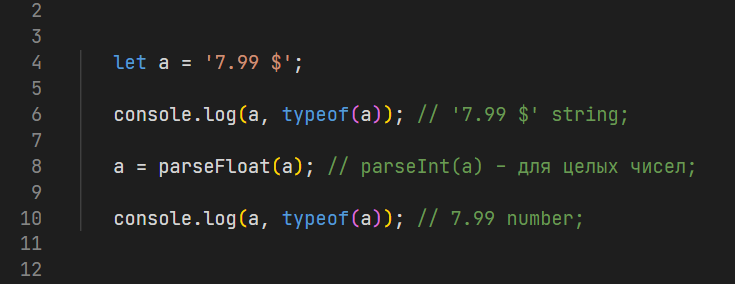 2
3
4 let a = '7.99 $';
5
6 console.log(a, typeof(a)); // '7.99 $' string;
7
8 a = parseFloat(a); // parseInt(a) - для целых чисел;
9
10 console.log(a, typeof(a)); // 7.99 number;
11
12